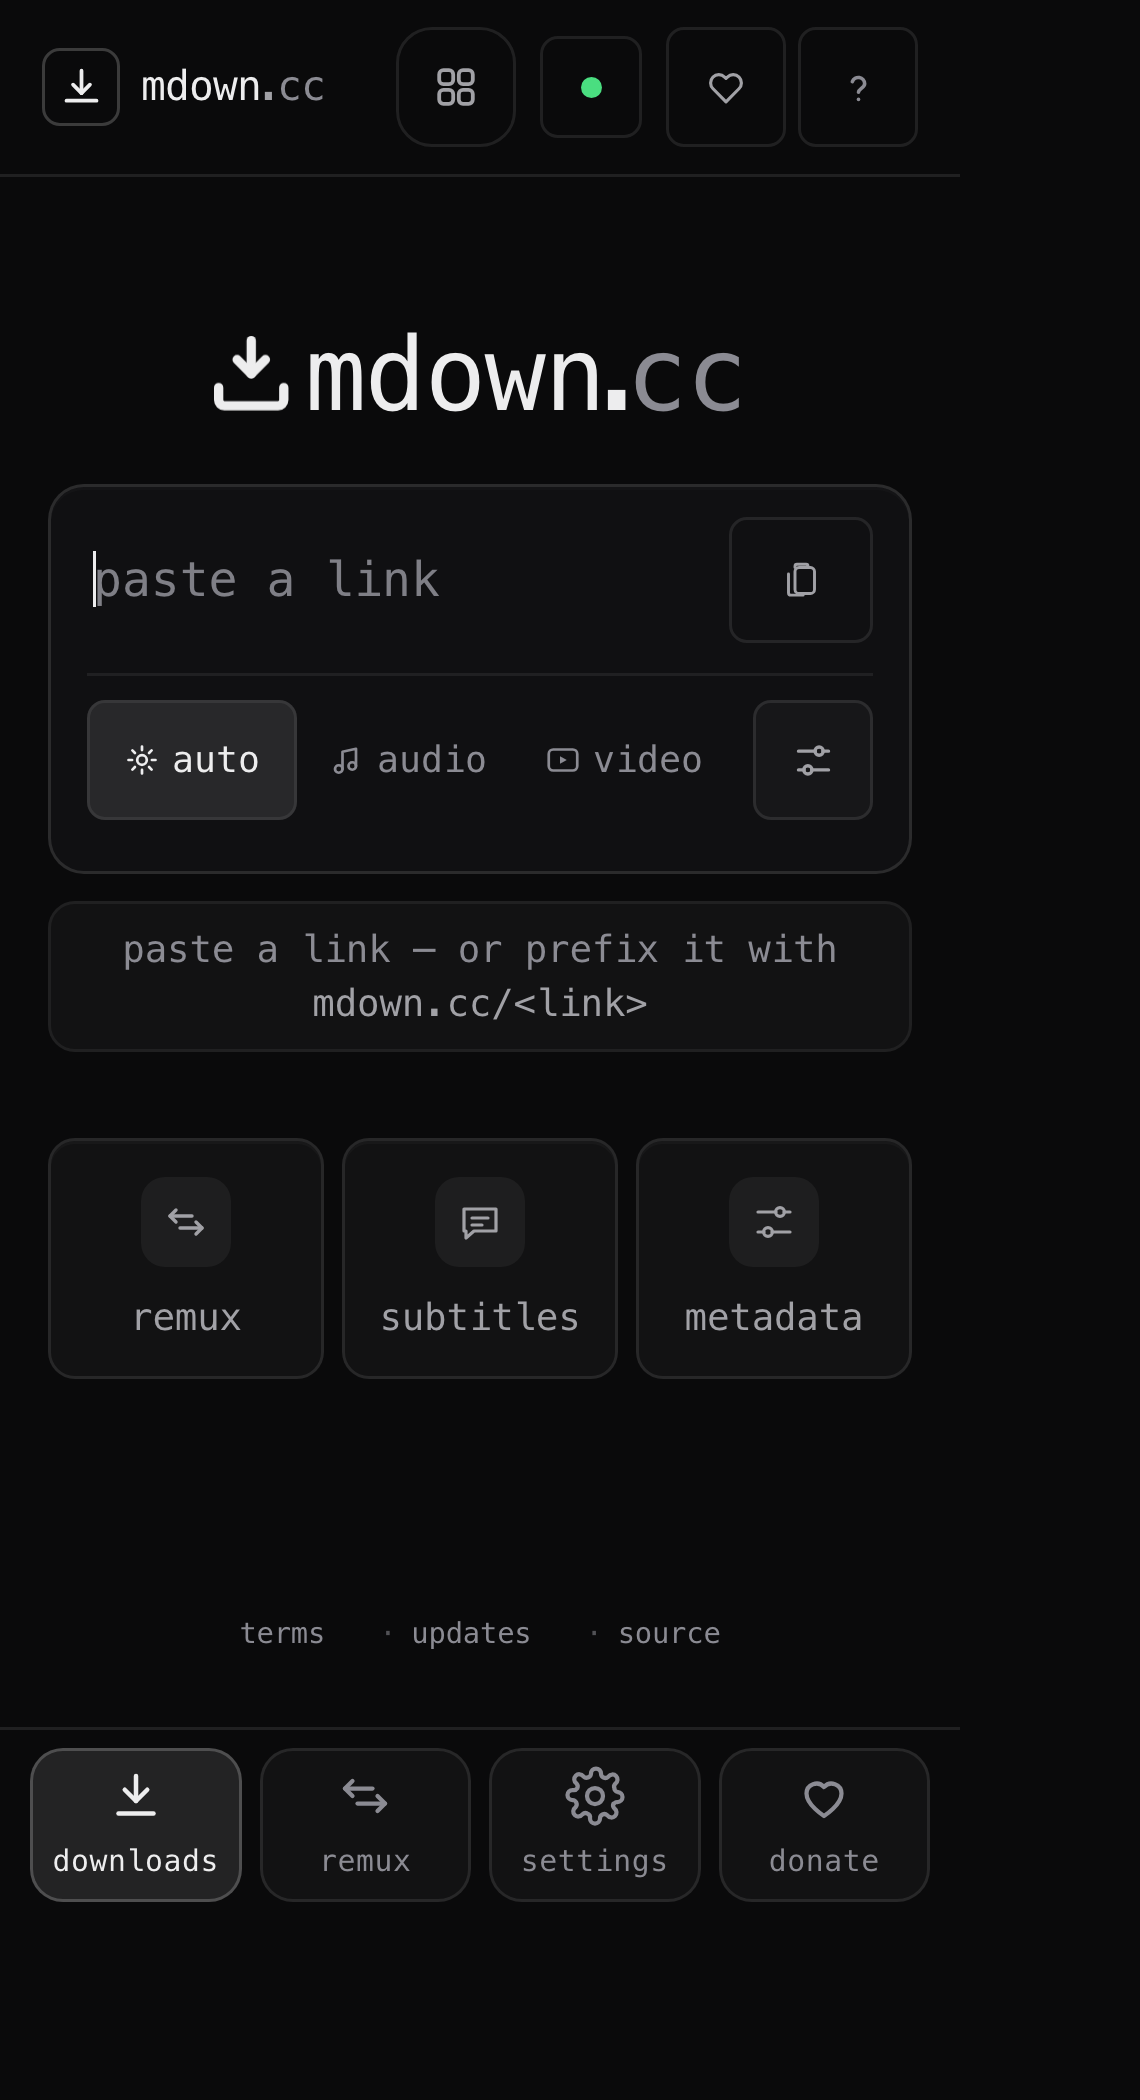 mdown.cc
?
mdown.cc
paste a link
auto audio video
paste a link — or prefix it with
mdown.cc/<link>
remux subtitles metadata
terms · updates · source
downloads remux settings donate